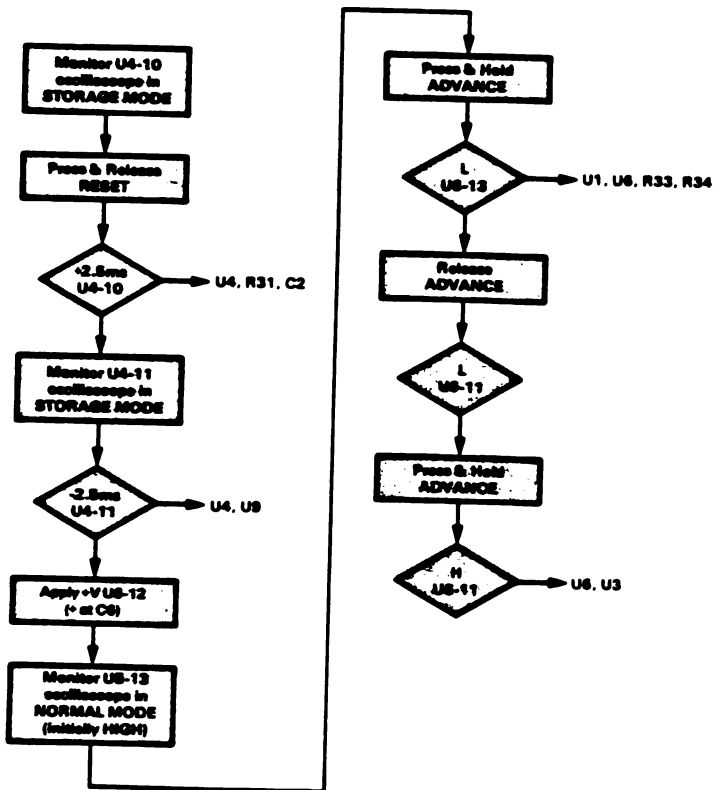 Monitor U4-10
oscilloscope in
STORAGE MODE
Press & Release
RESET
+2.5ms
U4-10
U4, R31, C2
Monitor U4-11
oscilloscope in
STORAGE MODE
-2.5ms
U4-11
U4, U9
Apply +V U6-12
(+ at C6)
Monitor U6-13
oscilloscope in
NORMAL MODE
(initially HIGH)
Press & Hold
ADVANCE
L
U6-13
U1, U6, R33, R34
Release
ADVANCE
L
U6-11
Press & Hold
ADVANCE
H
U6-11
U6, U3